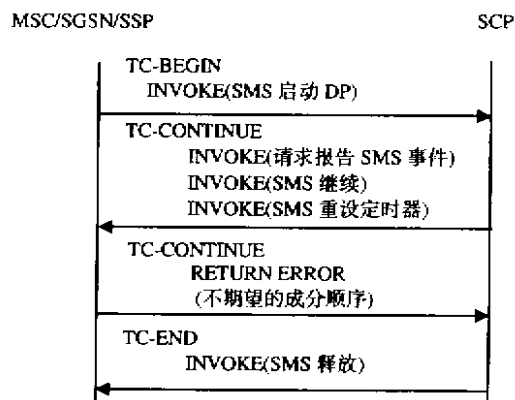 MSC/SGSN/SSP SCP
TC-BEGIN
INVOKE(SMS 启动 DP)
TC-CONTINUE
INVOKE(请求报告 SMS 事件)
INVOKE(SMS 继续)
INVOKE(SMS 重设定时器)
TC-CONTINUE
RETURN ERROR
(不期望的成分顺序)
TC-END
INVOKE(SMS 释放)